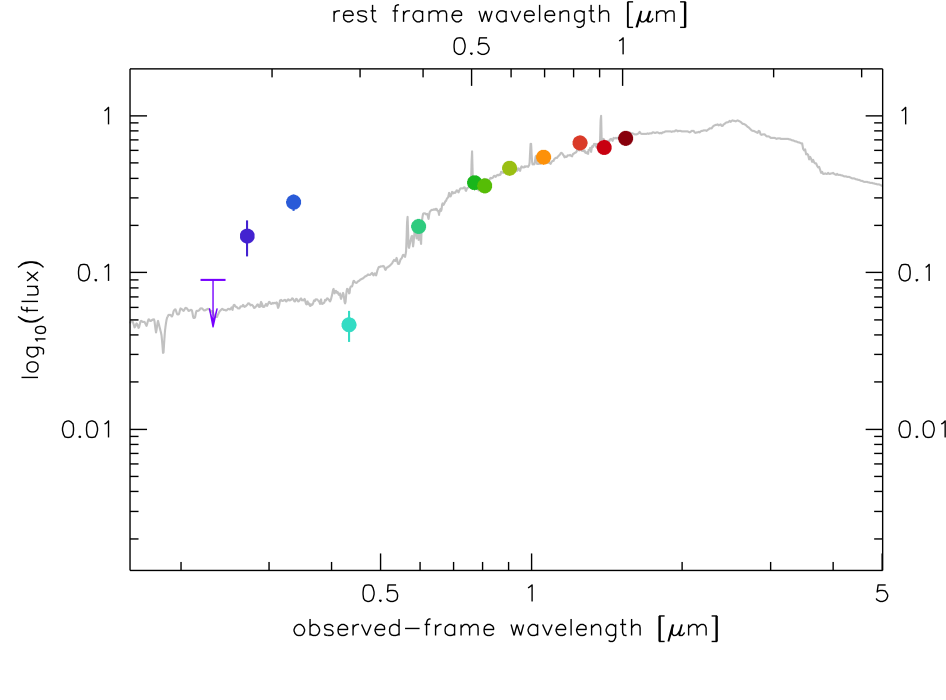 rest frame wavelength [μm]
0.5 1
1 1
0.1 0.1
0.01 0.01
log10(flux)
0.5 1 5
observed-frame wavelength [μm]